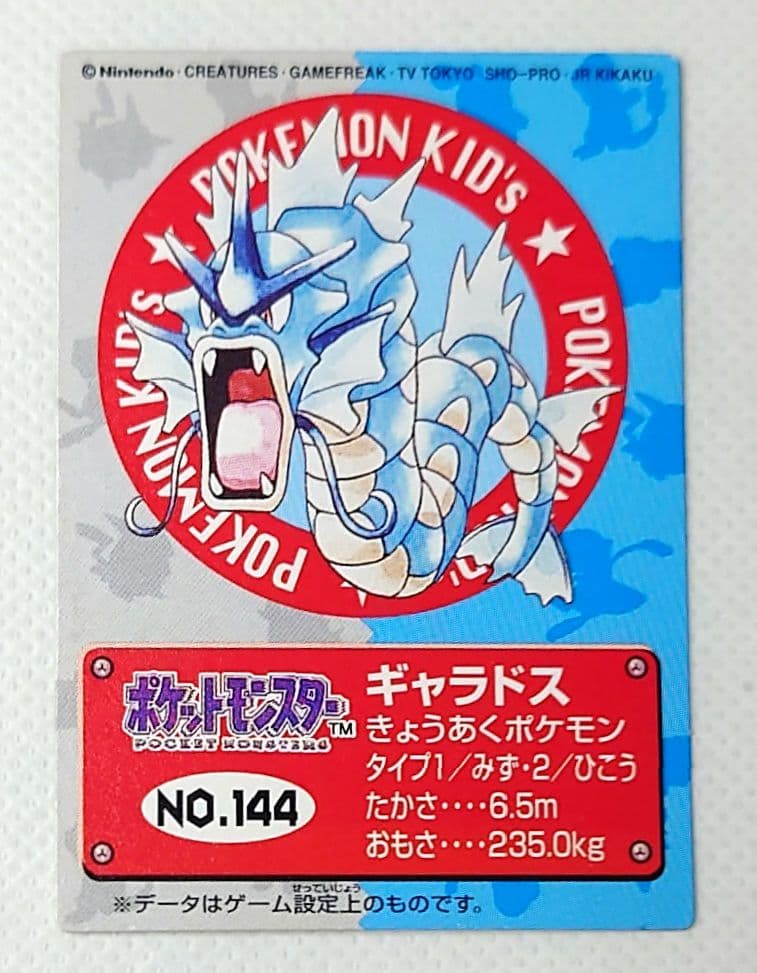 ©Nintendo・CREATURES・GAMEFREAK・TV TOKYO SHO-PRO・JR KIKAKU
POKEMON KID's ★ POKEMON KID's ★ POKEMON KID's ★
ポケットモンスター™
POCKET MONSTERS
NO.144
ギャラドス
きょうあくポケモン
タイプ1/みず・2/ひこう
たかさ‥‥6.5m
おもさ‥‥235.0kg
せっていじょう
※データはゲーム設定上のものです。